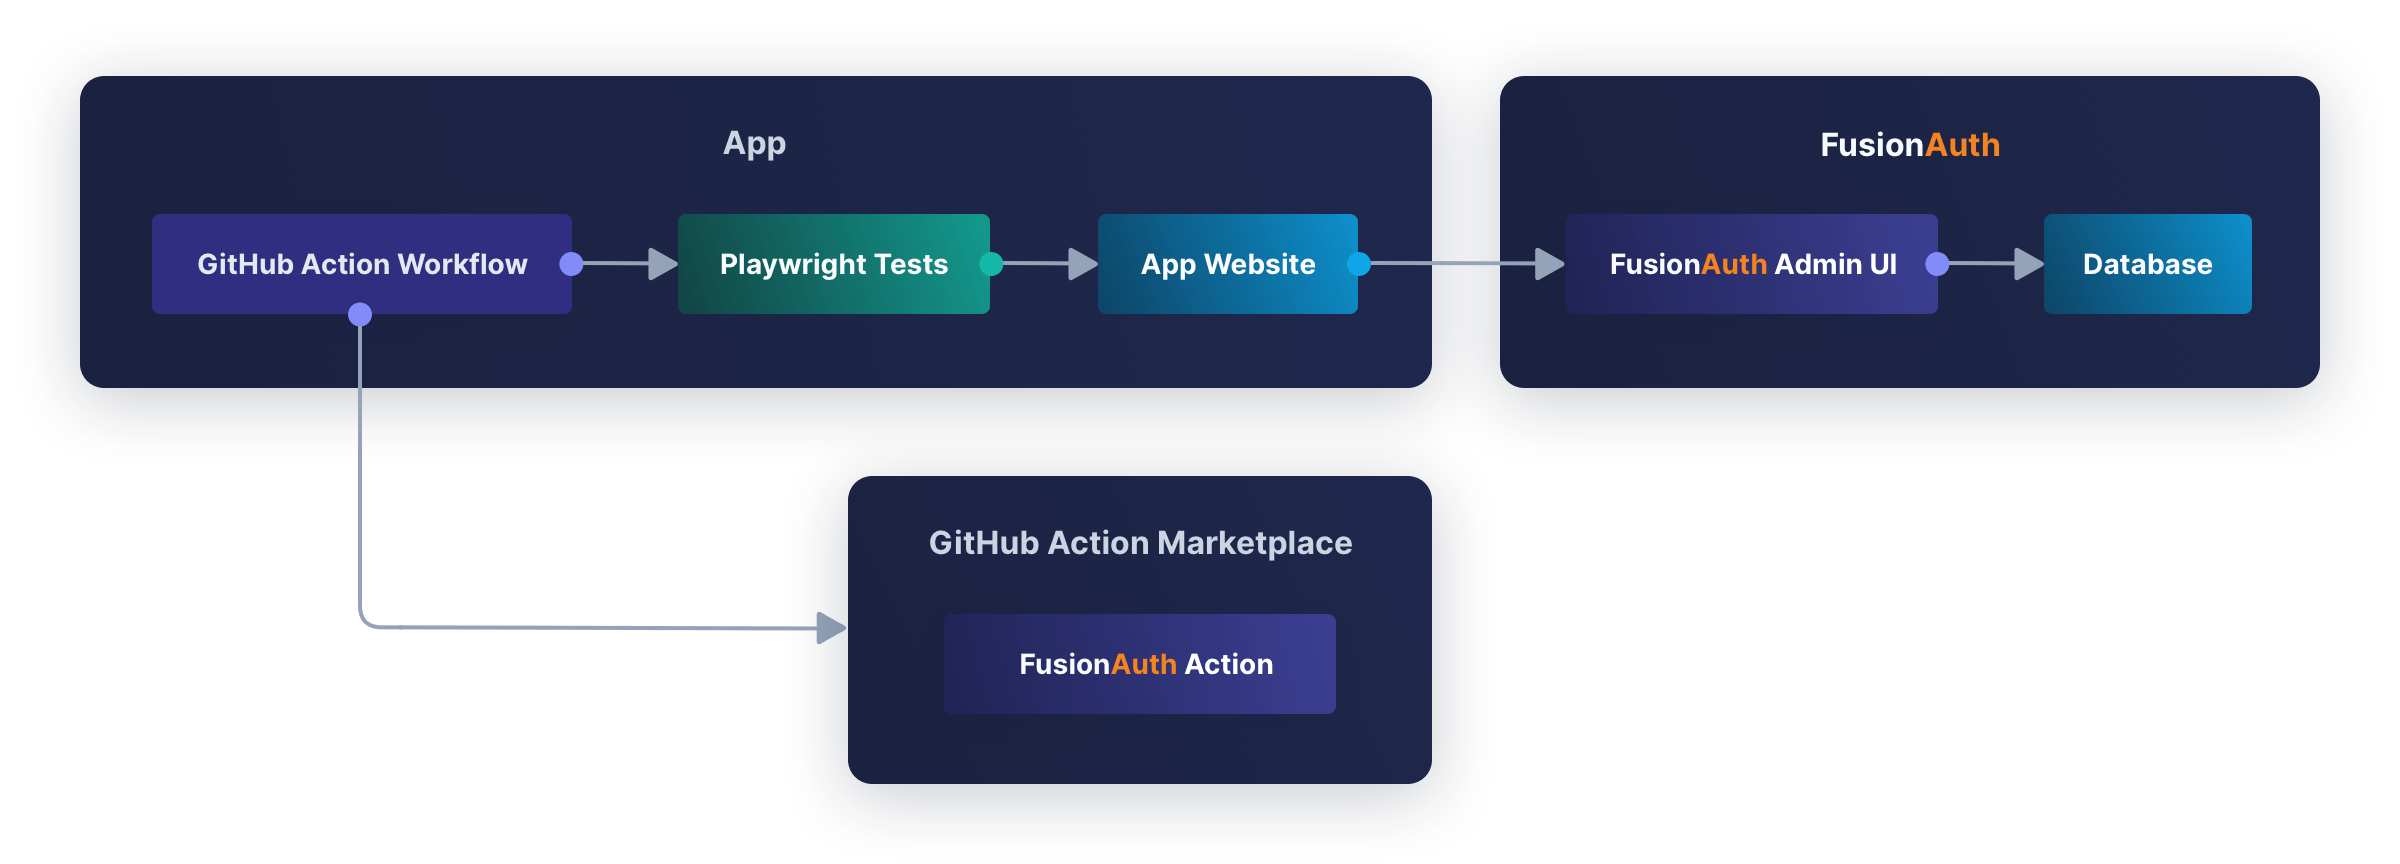 App
GitHub Action Workflow
Playwright Tests
App Website
FusionAuth
FusionAuth Admin UI
Database
GitHub Action Marketplace
FusionAuth Action